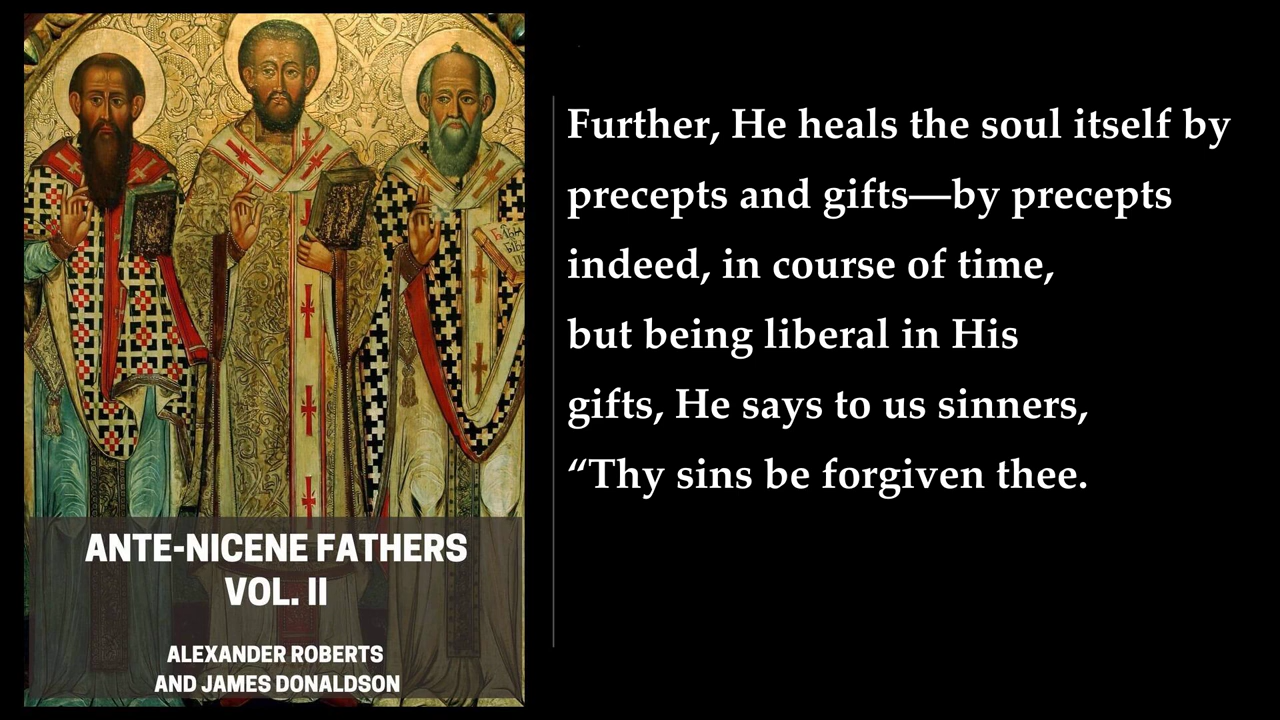 Further, He heals the soul itself by
precepts and gifts—by precepts
indeed, in course of time,
but being liberal in His
gifts, He says to us sinners,
“Thy sins be forgiven thee.
ANTE-NICENE FATHERS
VOL. II
ALEXANDER ROBERTS
AND JAMES DONALDSON